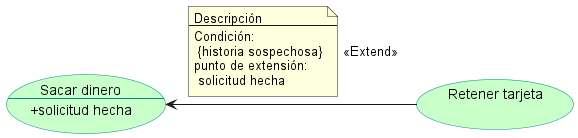 Descripción
Condición:
{historia sospechosa}
punto de extensión:
solicitud hecha
«Extend»
Sacar dinero
+solicitud hecha
Retener tarjeta